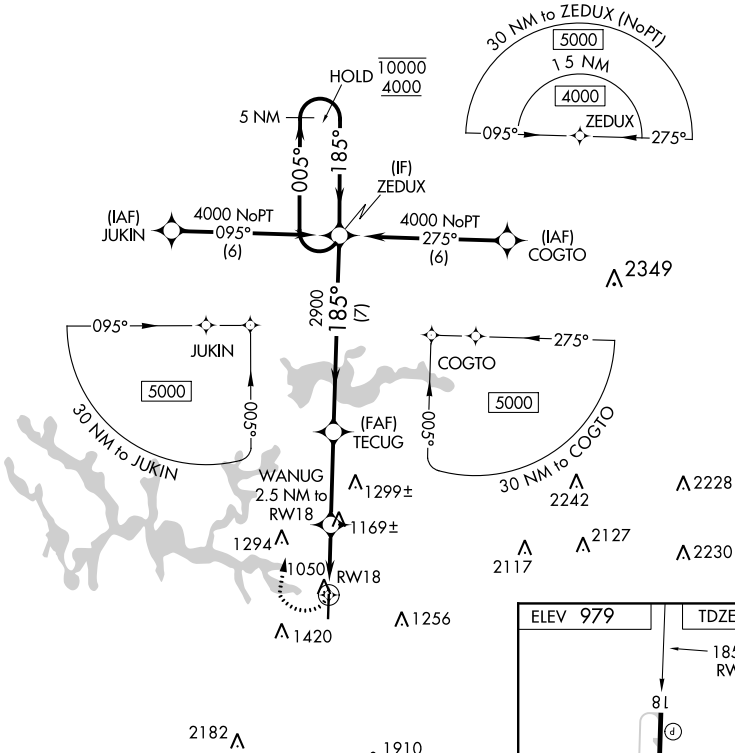 30 NM to ZEDUX (NoPT)
5000
15 NM
4000
ZEDUX
095°
275°
HOLD
10000
4000
5 NM
005°
185°
(IF)
ZEDUX
(IAF)
JUKIN
4000 NoPT
095°
(6)
4000 NoPT
275°
(6)
(IAF)
COGTO
2349
2900
185°
(7)
095°
JUKIN
5000
005°
30 NM to JUKIN
275°
COGTO
5000
005°
30 NM to COGTO
(FAF)
TECUG
WANUG
2.5 NM to
RW18
1299±
1169±
1294
1050
RW18
1420
1256
2242
2228
2127
2117
2230
ELEV 979
TDZE
185
RW
18
P
2182
1910